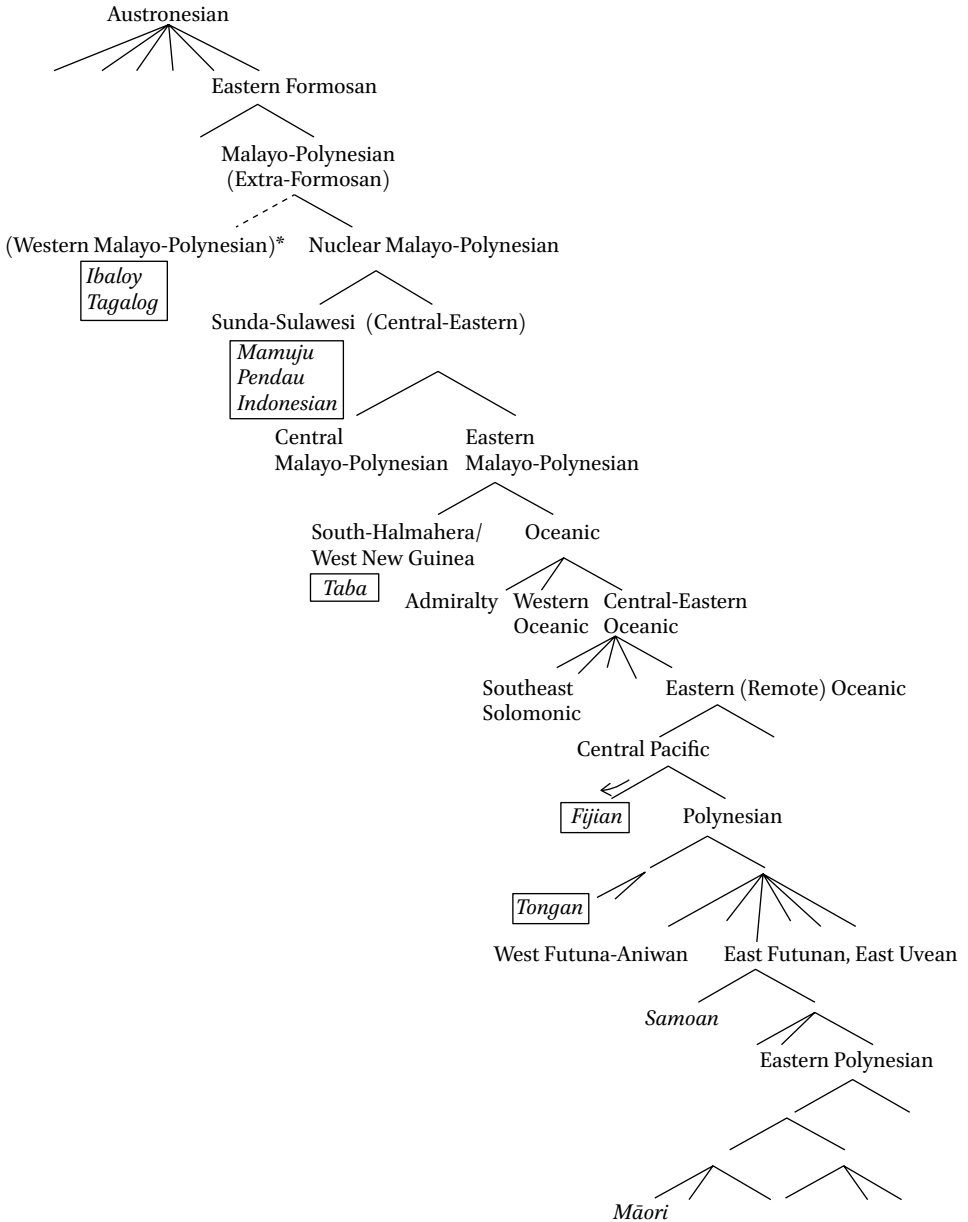 Austronesian
Eastern Formosan
Malayo-Polynesian
(Extra-Formosan)
(Western Malayo-Polynesian)* Nuclear Malayo-Polynesian
Ibaloy
Tagalog
Sunda-Sulawesi (Central-Eastern)
Mamuju
Pendau
Indonesian
Central
Malayo-Polynesian
Eastern
Malayo-Polynesian
South-Halmahera/
West New Guinea
Oceanic
Taba
Admiralty
Western
Oceanic
Central-Eastern
Oceanic
Southeast
Solomonic
Eastern (Remote) Oceanic
Central Pacific
Fijian
Polynesian
Tongan
West Futuna-Aniwan
East Futunan, East Uvean
Samoan
Eastern Polynesian
Māori